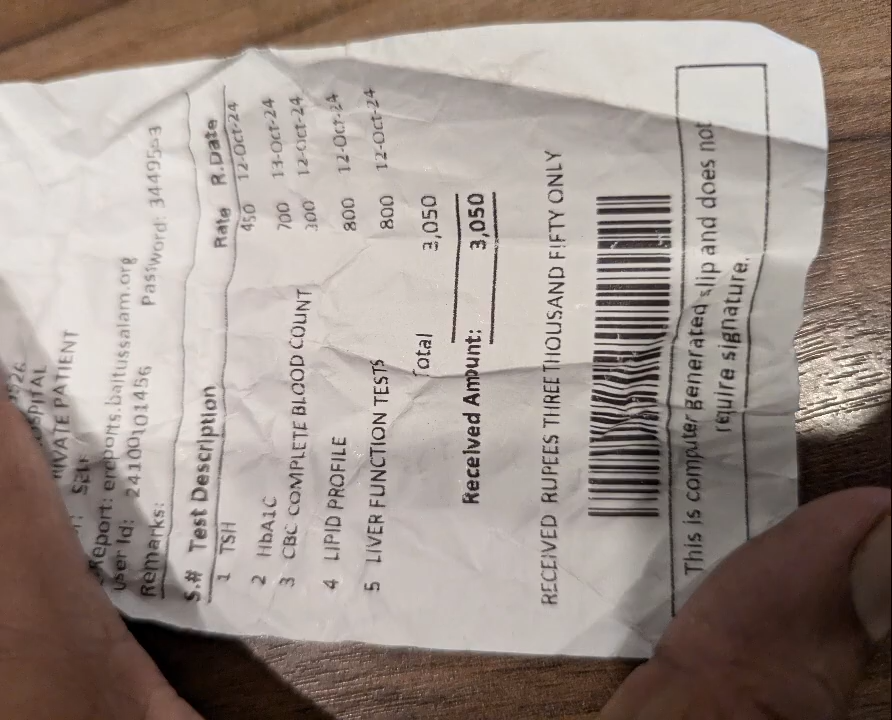 PRIVATE PATIENT
Report: ereports.baitussalam.org
User Id: 24100101456 Password:
Remarks:
S.# Test Description Rate R.Date
1 TSH 450 12-Oct-24
2 HbA1C 700 13-Oct-24
3 CBC COMPLETE BLOOD COUNT 300 12-Oct-24
4 LIPID PROFILE 800 12-Oct-24
5 LIVER FUNCTION TESTS 800 12-Oct-24
Total 3,050
Received Amount: 3,050
RECEIVED RUPEES THREE THOUSAND FIFTY ONLY
This is computer generated slip and does not
require signature.